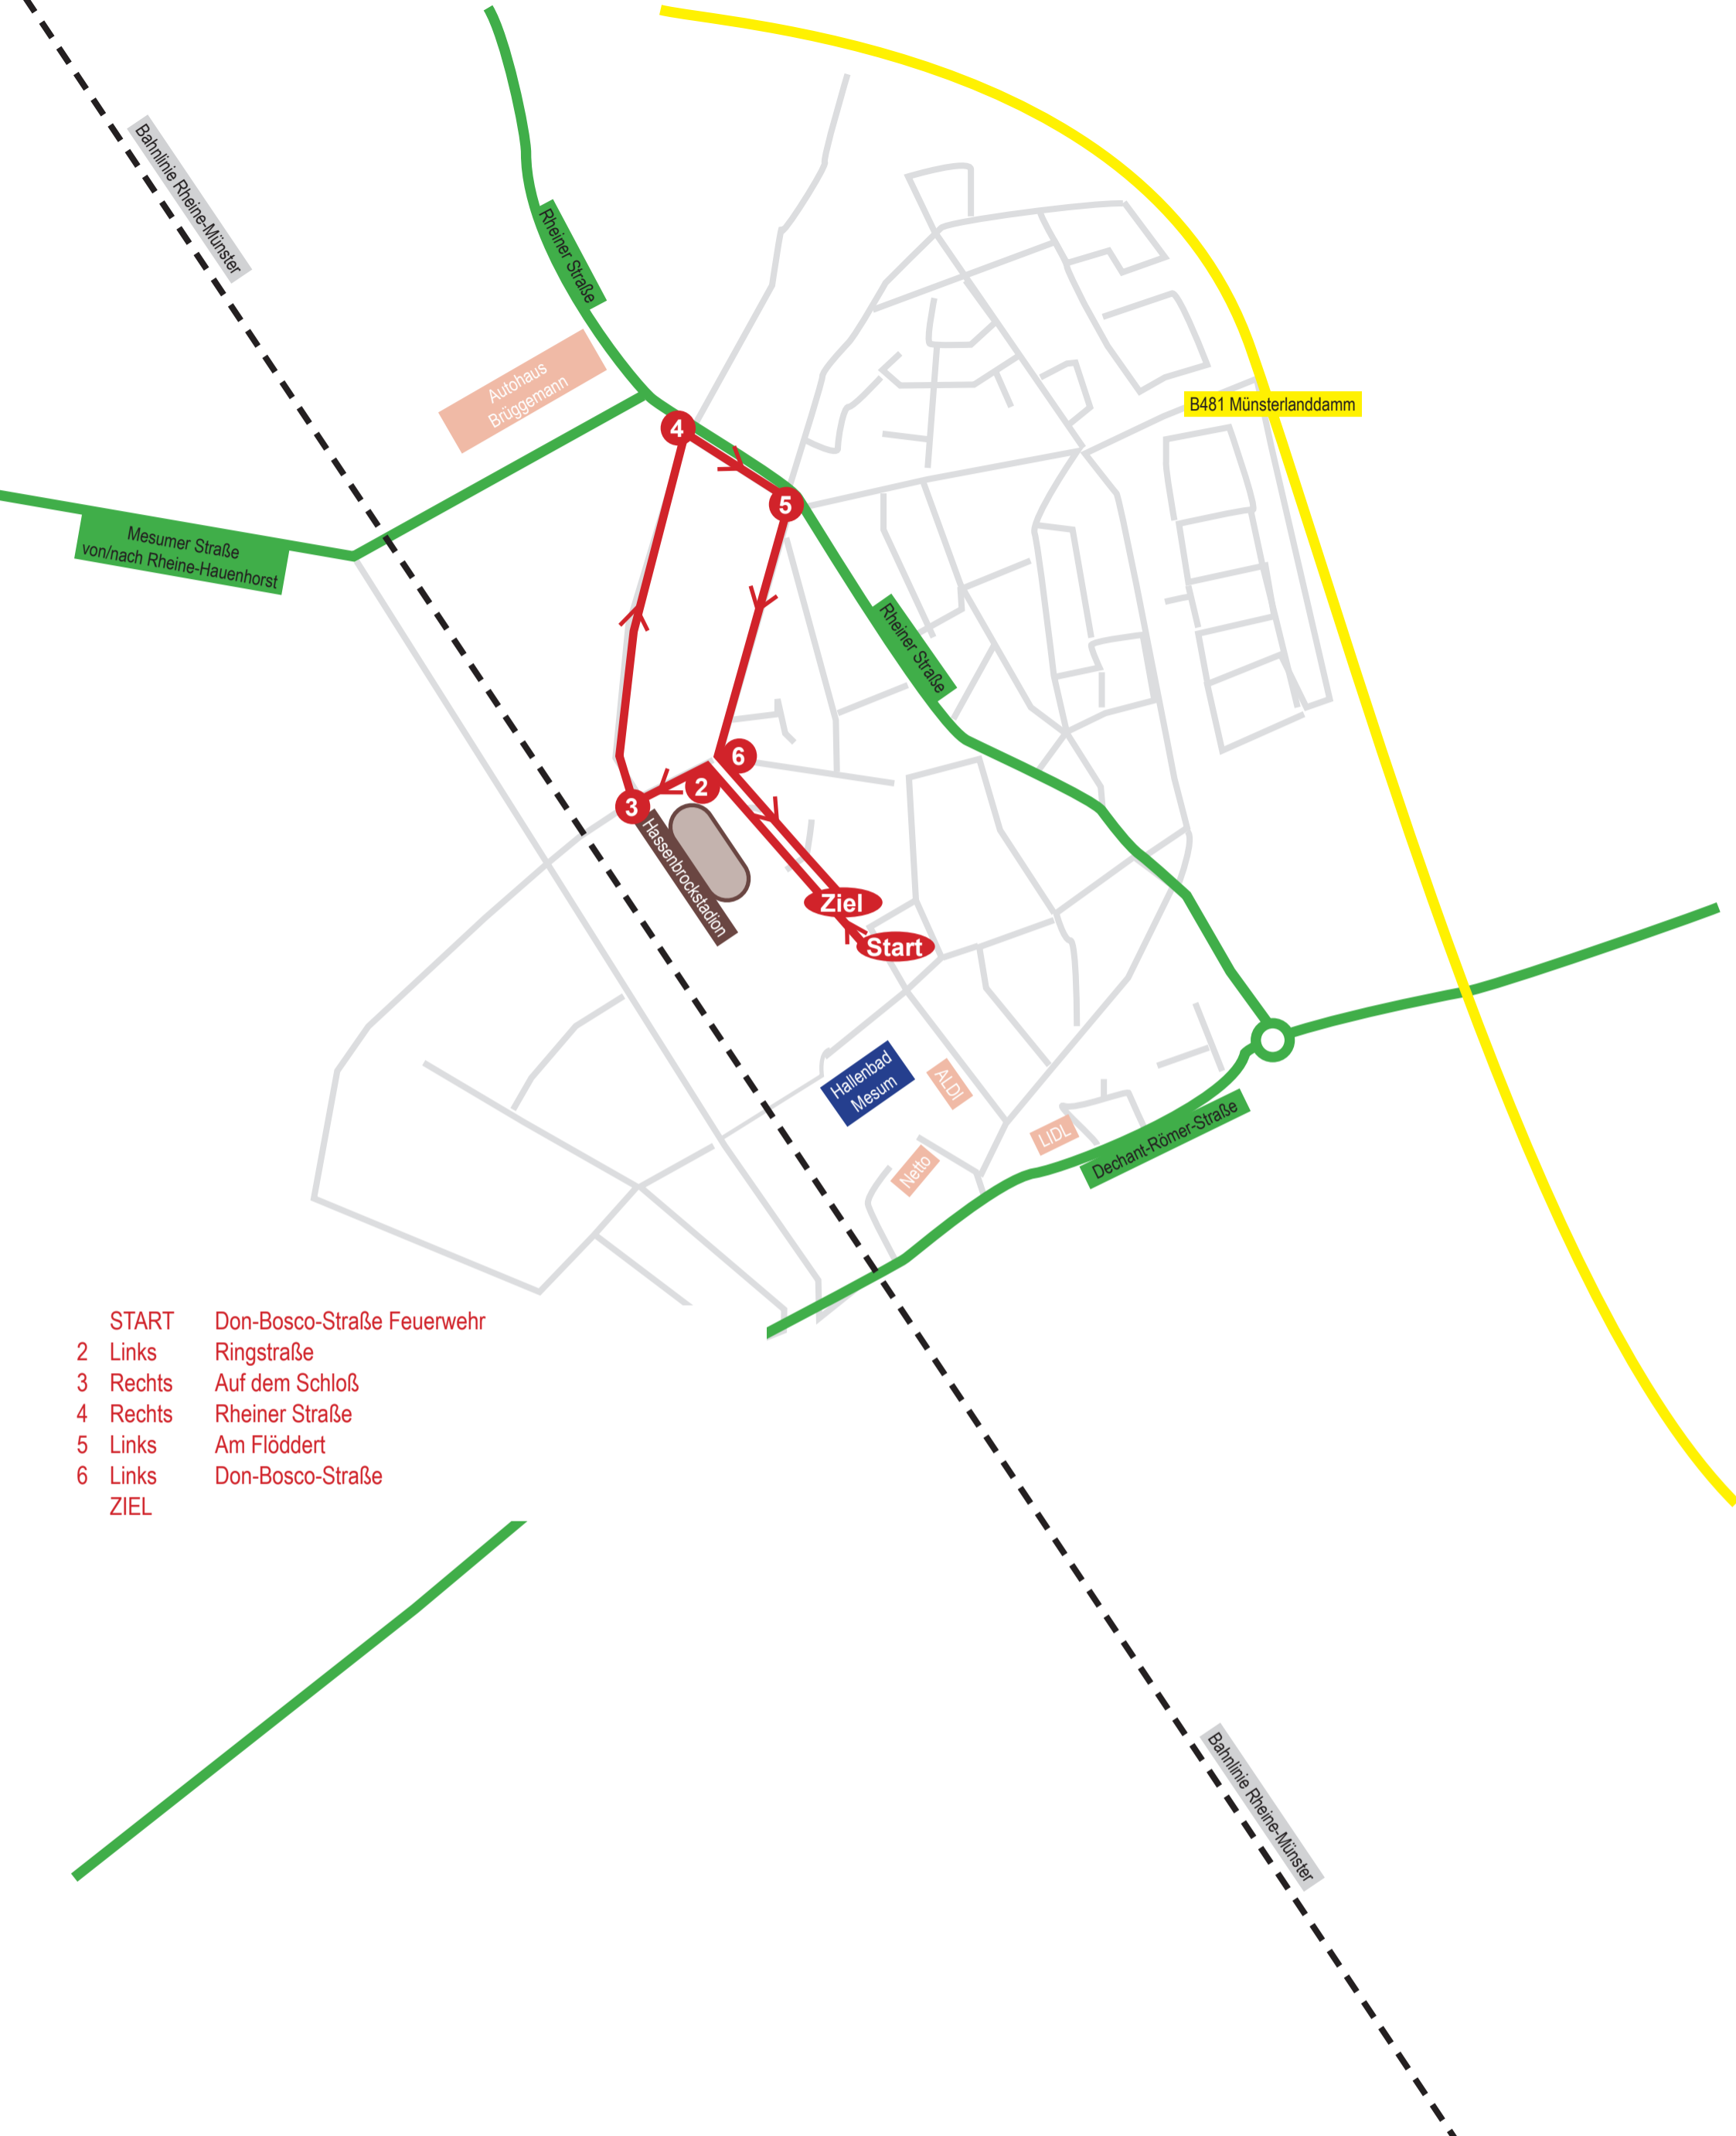 Bahnlinie Rheine-Münster
Rheiner Straße
Autohaus
Brüggemann
B481 Münsterlanddamm
4
5
Mesumer Straße
von/nach Rheine-Hauenhorst
Rheiner Straße
6
2
3
Hassenbrockstadion
Ziel
Start
Hallenbad
Mesum
ALDI
LIDL
Dechant-Römer-Straße
Netto
START Don-Bosco-Straße Feuerwehr
2 Links Ringstraße
3 Rechts Auf dem Schloß
4 Rechts Rheiner Straße
5 Links Am Flöddert
6 Links Don-Bosco-Straße
ZIEL
Bahnlinie Rheine-Münster